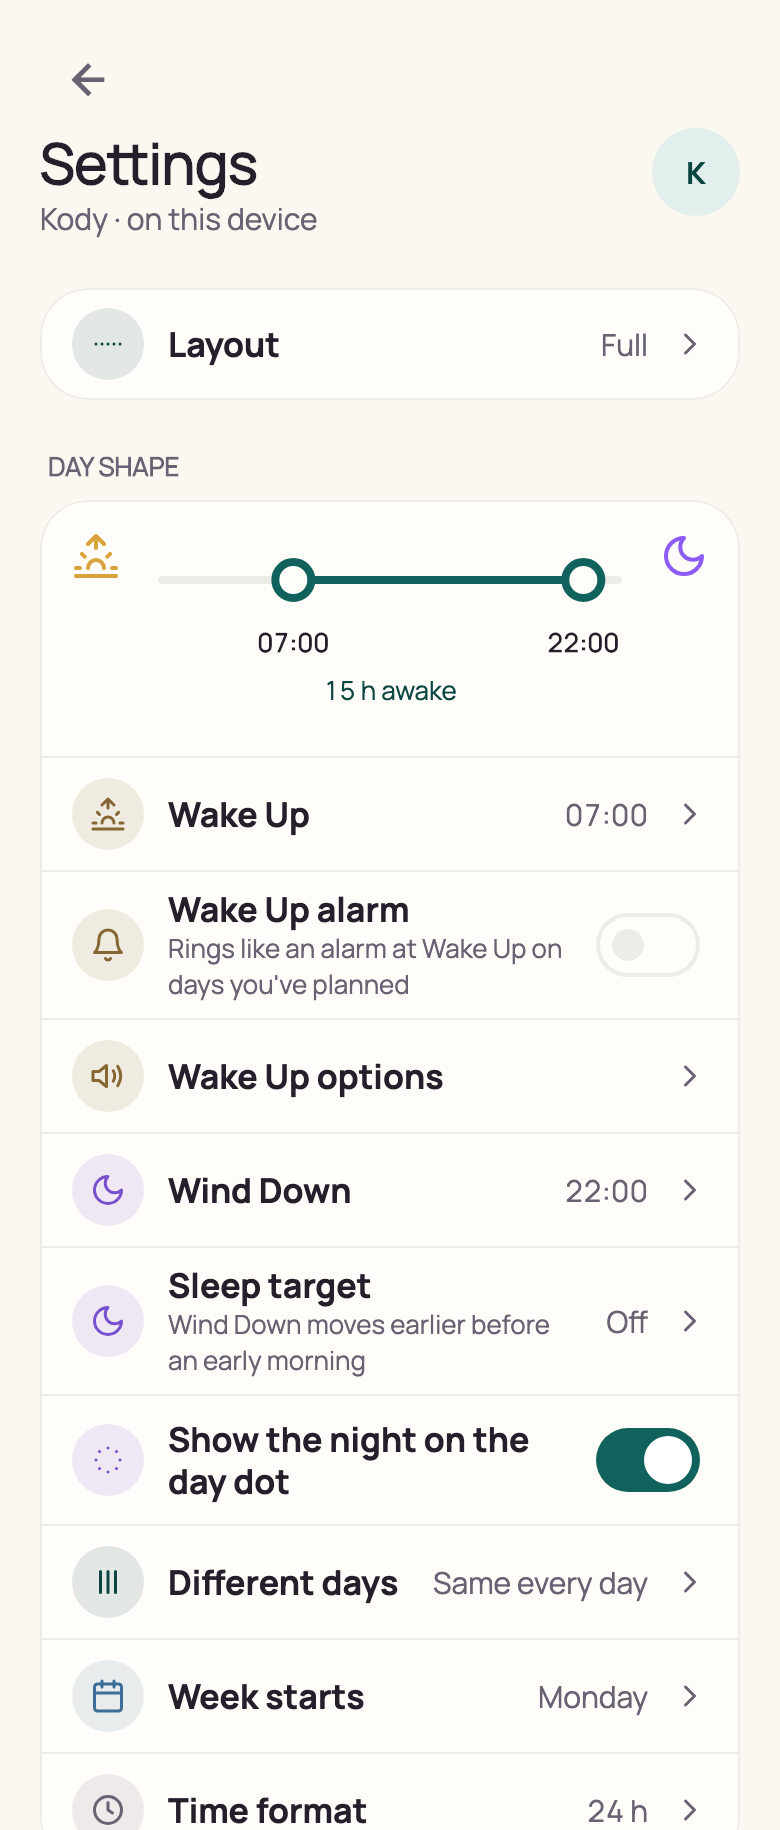 Settings
Kody · on this device
K
Layout
Full
DAY SHAPE
07:00
22:00
15 h awake
Wake Up
07:00
Wake Up alarm
Rings like an alarm at Wake Up on
days you've planned
Wake Up options
Wind Down
22:00
Sleep target
Wind Down moves earlier before
an early morning
Off
Show the night on the
day dot
Different days
Same every day
Week starts
Monday
Time format
24 h